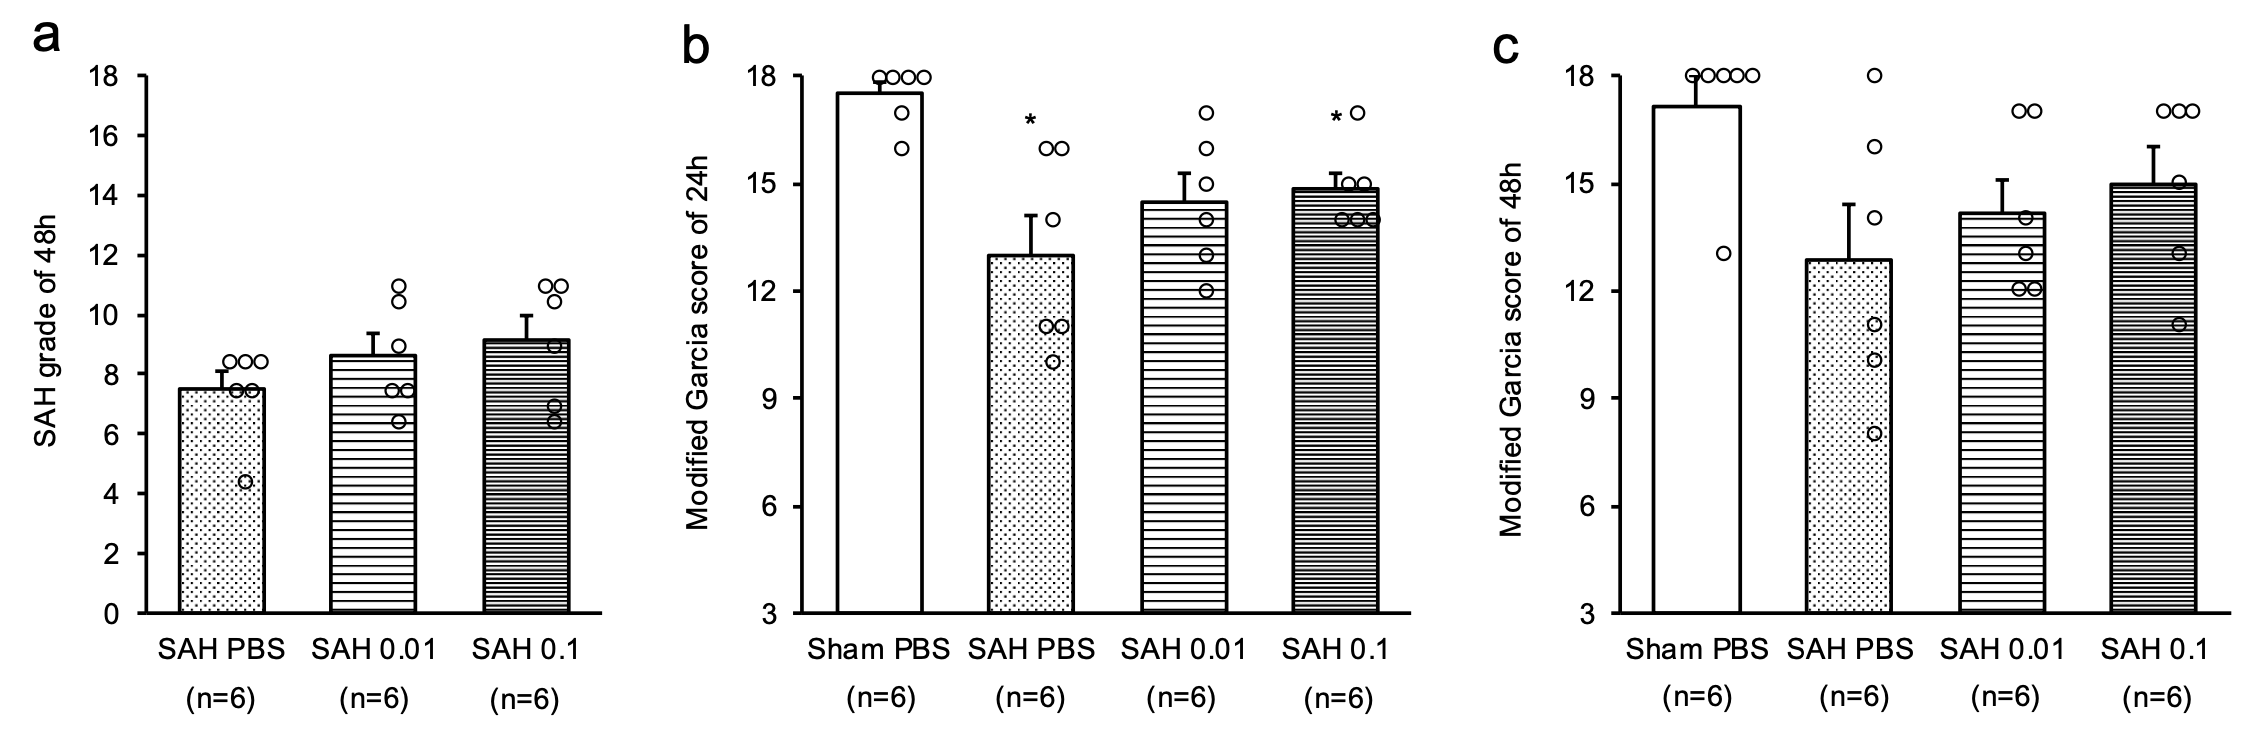 a
SAH grade of 48h
18
16
14
12
10
8
6
4
2
0
SAH PBS SAH 0.01 SAH 0.1
(n=6) (n=6) (n=6)
b
Modified Garcia score of 24h
18
15
12
9
6
3
* *
Sham PBS SAH PBS SAH 0.01 SAH 0.1
(n=6) (n=6) (n=6) (n=6)
c
Modified Garcia score of 48h
18
15
12
9
6
3
Sham PBS SAH PBS SAH 0.01 SAH 0.1
(n=6) (n=6) (n=6) (n=6)